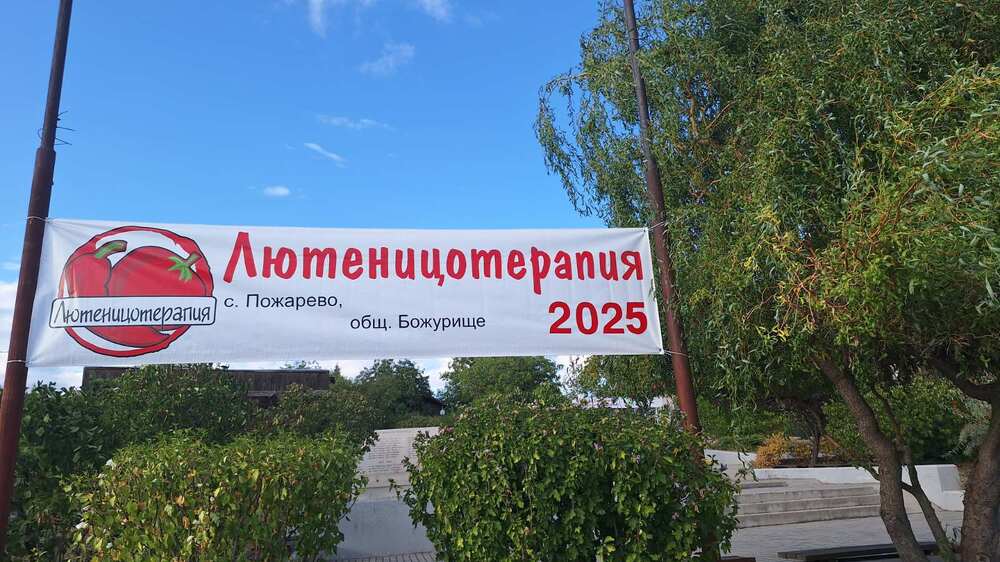 Лютеницотерапия
Лютеницотерапия
с. Пожарево,
общ. Божурище
2025